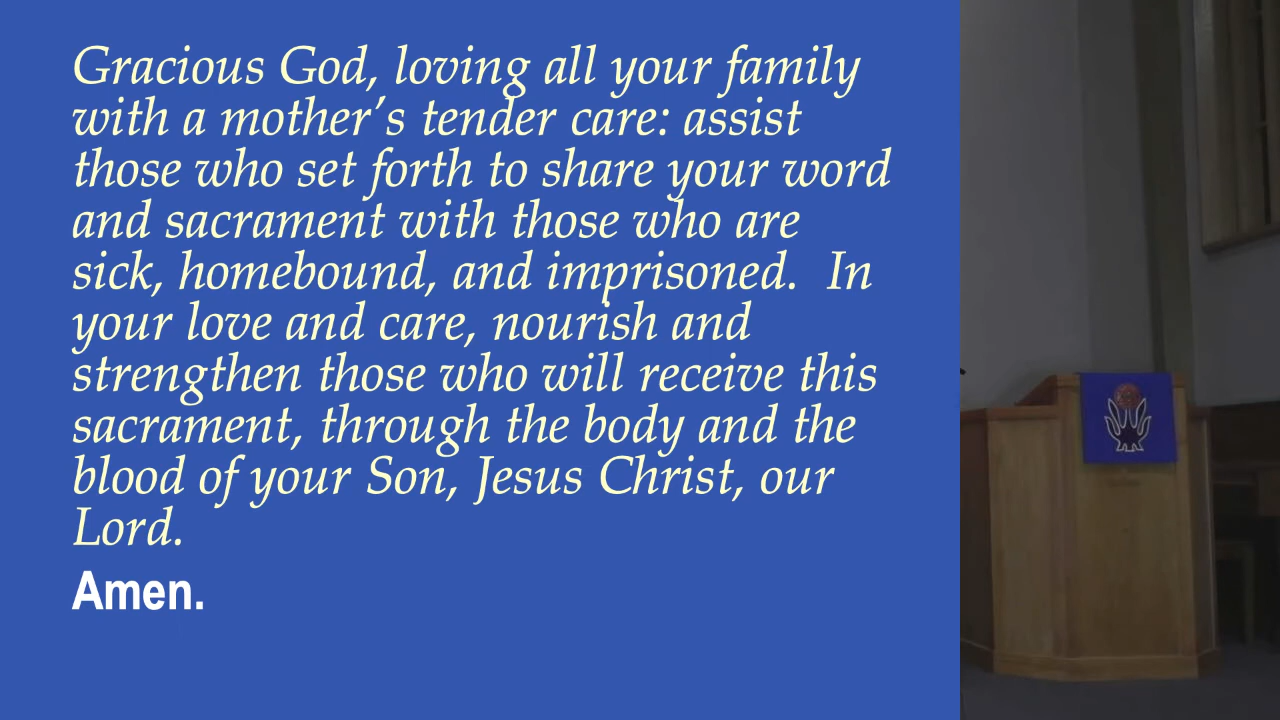 Gracious God, loving all your family
with a mother’s tender care: assist
those who set forth to share your word
and sacrament with those who are
sick, homebound, and imprisoned.  In
your love and care, nourish and
strengthen those who will receive this
sacrament, through the body and the
blood of your Son, Jesus Christ, our
Lord.
Amen.